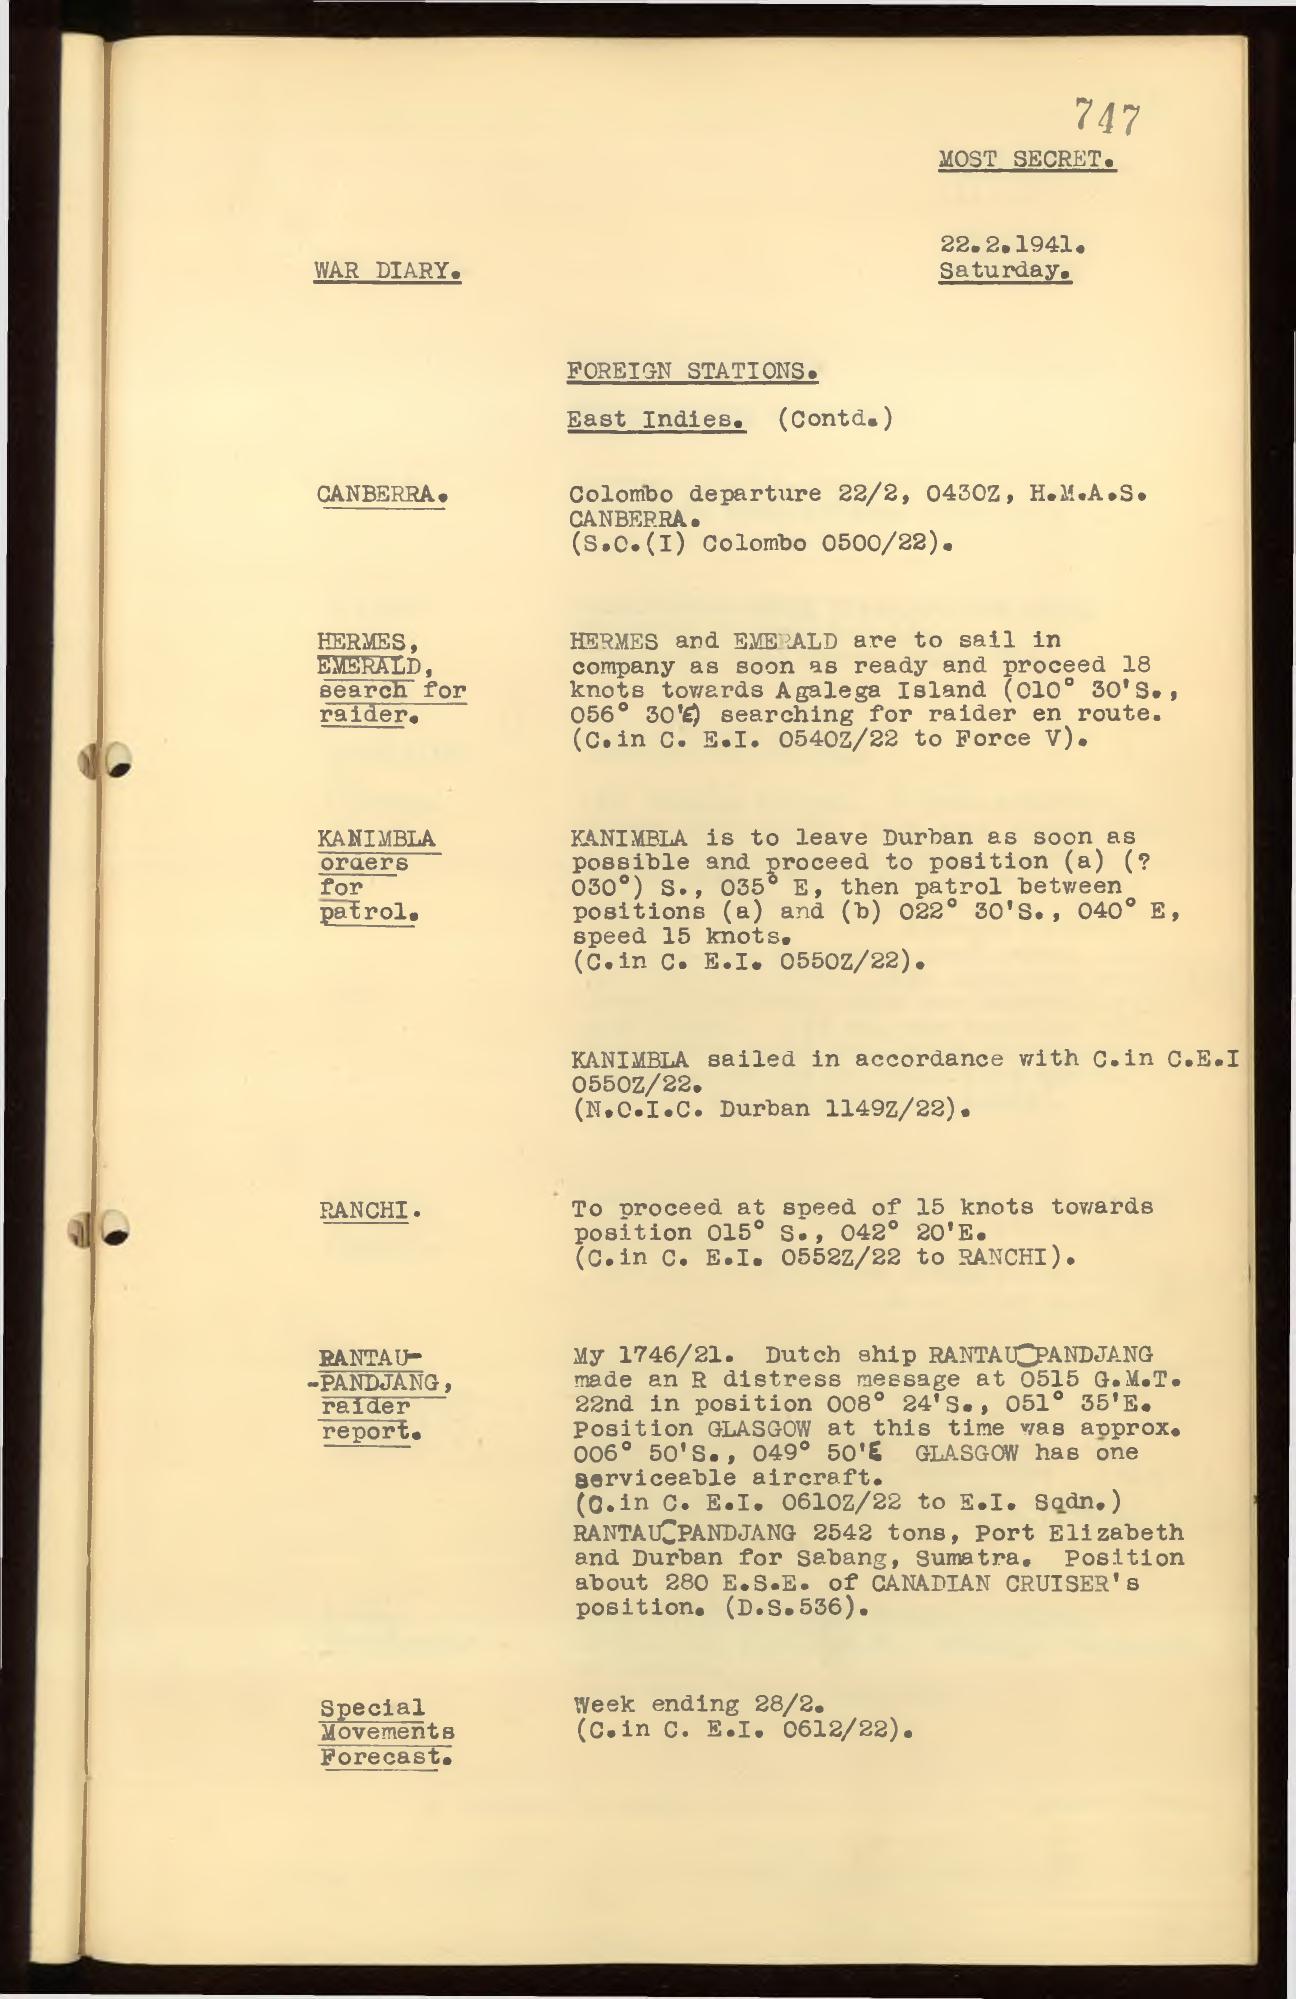 747
MOST SECRET.
22.2.1941.
WAR DIARY.
Saturday.
FOREIGN STATIONS.
East Indies. (Contd.)
CANBERRA.
Colombo departure 22/2, 0430Z, H.M.A.S.
CANBERRA.
(S.O.(I) Colombo 0500/22).
HERMES,
EMERALD,
search for
raider.
HERMES and EMERALD are to sail in
company as soon as ready and proceed 18
knots towards Agalega Island (010° 30'S.,
056° 30'E) searching for raider en route.
(C.in C. E.I. 0540Z/22 to Force V).
KANIMBLA
orders
for
patrol.
KANIMBLA is to leave Durban as soon as
possible and proceed to position (a) (?
030°) S., 035° E, then patrol between
positions (a) and (b) 022° 30'S., 040° E,
speed 15 knots.
(C.in C. E.I. 0550Z/22).
KANIMBLA sailed in accordance with C.in C.E.I
0550Z/22.
(N.O.I.C. Durban 1149Z/22).
RANCHI.
To proceed at speed of 15 knots towards
position 015° S., 042° 20'E.
(C.in C. E.I. 0552Z/22 to RANCHI).
RANTAU-
-PANDJANG,
raider
report.
My 1746/21. Dutch ship RANTAU PANDJANG
made an R distress message at 0515 G.M.T.
22nd in position 008° 24'S., 051° 35'E.
Position GLASGOW at this time was approx.
006° 50'S., 049° 50'E GLASGOW has one
serviceable aircraft.
(C.in C. E.I. 0610Z/22 to E.I. Sqdn.)
RANTAU PANDJANG 2542 tons, Port Elizabeth
and Durban for Sabang, Sumatra. Position
about 280 E.S.E. of CANADIAN CRUISER's
position. (D.S.536).
Special
Movements
Forecast.
Week ending 28/2.
(C.in C. E.I. 0612/22).